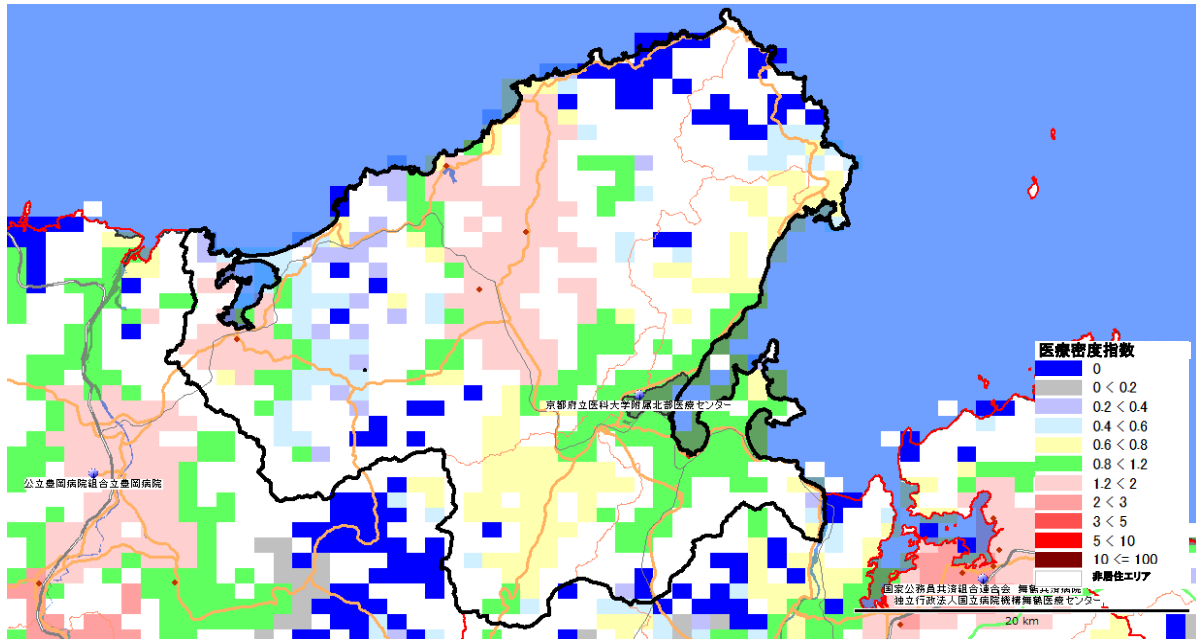 医療密度指数
0
0 < 0.2
0.2 < 0.4
0.4 < 0.6
0.6 < 0.8
0.8 < 1.2
1.2 < 2
2 < 3
3 < 5
5 < 10
10 <= 100
非居住エリア
京都府立医科大学附属北部医療センター
公立豊岡病院組合立豊岡病院
国家公務員共済組合連合会 舞鶴共済病院
独立行政法人国立病院機構舞鶴医療センター
20 km